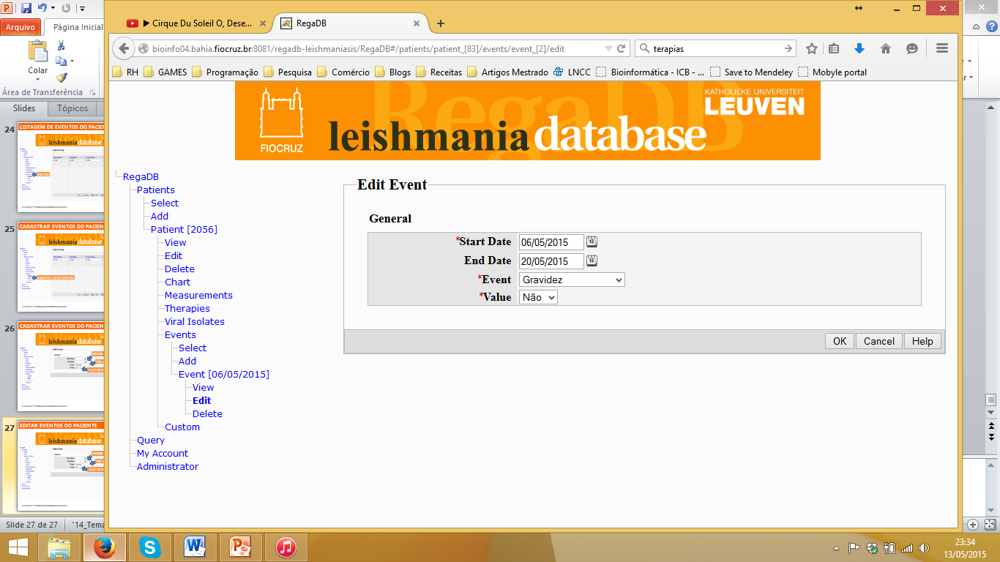 ▶ Cirque Du Soleil O, Dese...
RegaDB
Arquivo
Página Inicial
bioinfo04.bahia.fiocruz.br:8081/regadb-leishmaniasis/RegaDB#/patients/patient_[83]/events/event_[2]/edit
terapias
Colar
RH
GAMES
Programação
Pesquisa
Comércio
Blogs
Receitas
Artigos Mestrado
LNCC
Bioinformática - ICB - ...
Save to Mendeley
Mobyle portal
Área de Transferência
Slides
Tópicos
FIOCRUZ
leishmania database
KATHOLIEKE UNIVERSITEIT
LEUVEN
24
LISTAGEM DE EVENTOS DO PACIE
25
CADASTRAR EVENTOS DO PACIEN
26
CADASTRAR EVENTOS DO PACIEN
27
EDITAR EVENTOS DO PACIENTE
RegaDB
Patients
Select
Add
Patient [2056]
View
Edit
Delete
Chart
Measurements
Therapies
Viral Isolates
Events
Select
Add
Event [06/05/2015]
View
Edit
Delete
Custom
Query
My Account
Administrator
Edit Event
General
*Start Date 06/05/2015
End Date 20/05/2015
*Event Gravidez
*Value Não
OK Cancel Help
Slide 27 de 27
"14_Tema
23:34
13/05/2015